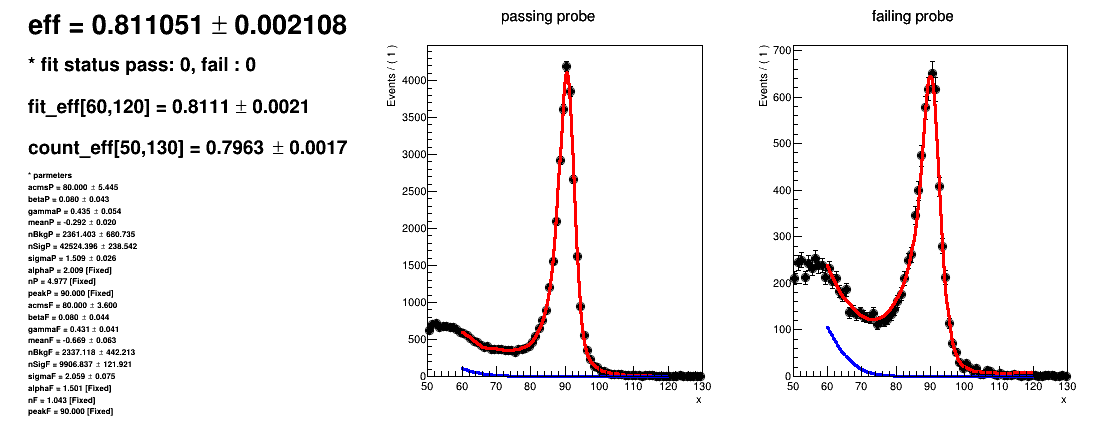 eff = 0.811051 ± 0.002108
* fit status pass: 0, fail : 0
fit_eff[60,120] = 0.8111 ± 0.0021
count_eff[50,130] = 0.7963 ± 0.0017
* parmeters
acmsP = 80.000 ± 5.445
betaP = 0.080 ± 0.043
gammaP = 0.435 ± 0.054
meanP = -0.292 ± 0.020
nBkgP = 2361.403 ± 680.735
nSigP = 42524.396 ± 238.542
sigmaP = 1.509 ± 0.026
alphaP = 2.009 [Fixed]
nP = 4.977 [Fixed]
peakP = 90.000 [Fixed]
acmsF = 80.000 ± 3.600
betaF = 0.080 ± 0.044
gammaF = 0.431 ± 0.041
meanF = -0.669 ± 0.063
nBkgF = 2337.118 ± 442.213
nSigF = 9906.837 ± 121.921
sigmaF = 2.059 ± 0.075
alphaF = 1.501 [Fixed]
nF = 1.043 [Fixed]
peakF = 90.000 [Fixed]
passing probe
Events / ( 1 )
4000
3500
3000
2500
2000
1500
1000
500
0
50 60 70 80 90 100 110 120 130
x
failing probe
Events / ( 1 )
700
600
500
400
300
200
100
0
50 60 70 80 90 100 110 120 130
x